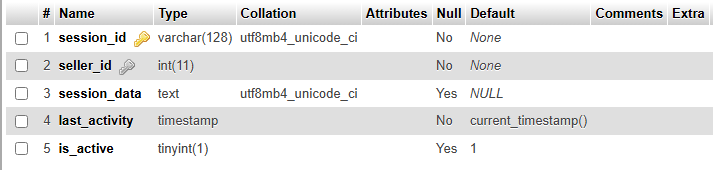 # Name Type Collation Attributes Null Default Comments Extra
1 session_id varchar(128) utf8mb4_unicode_ci No None
2 seller_id int(11) No None
3 session_data text utf8mb4_unicode_ci Yes NULL
4 last_activity timestamp No current_timestamp()
5 is_active tinyint(1) Yes 1